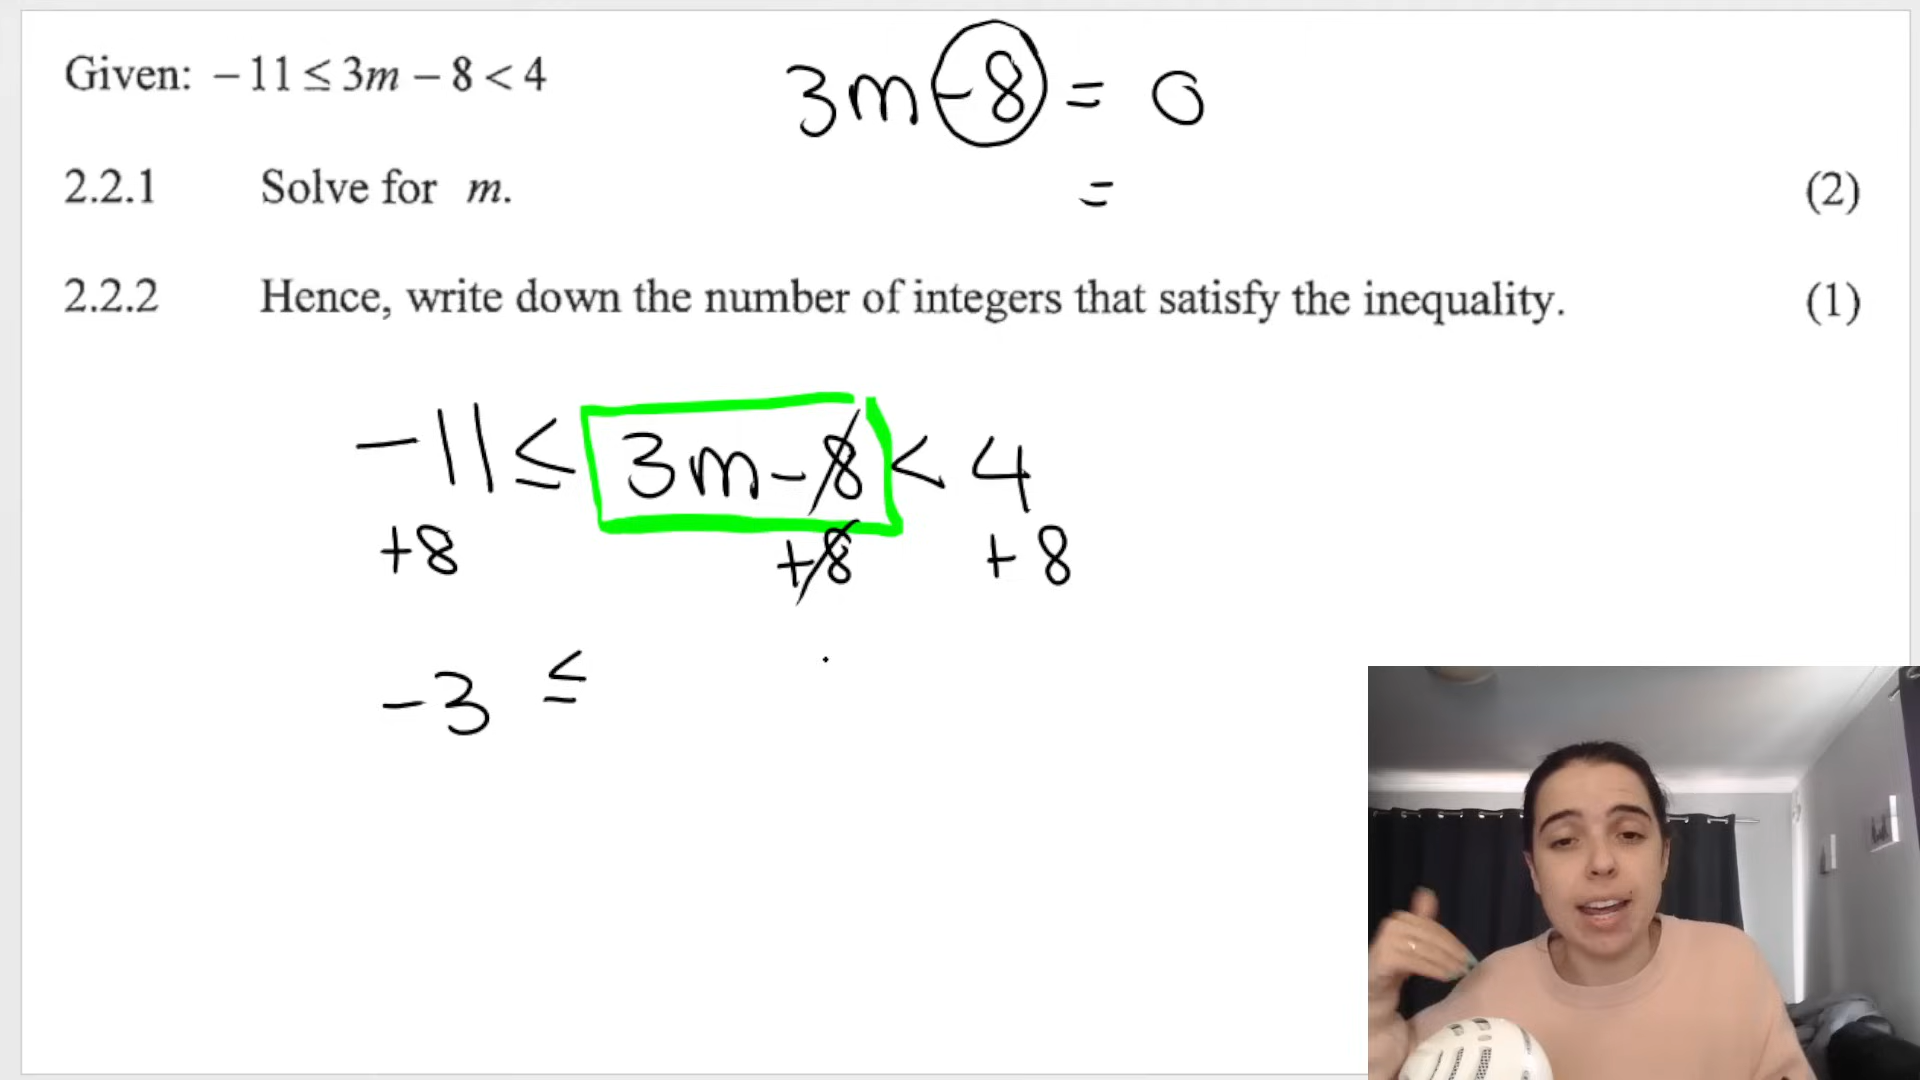 Given: −11 ≤ 3m − 8 < 4
3m −8 = 0
2.2.1 Solve for m. (2)
=
2.2.2 Hence, write down the number of integers that satisfy the inequality. (1)
−11 ≤ 3m − 8 < 4
+8 +8 +8
−3 ≤